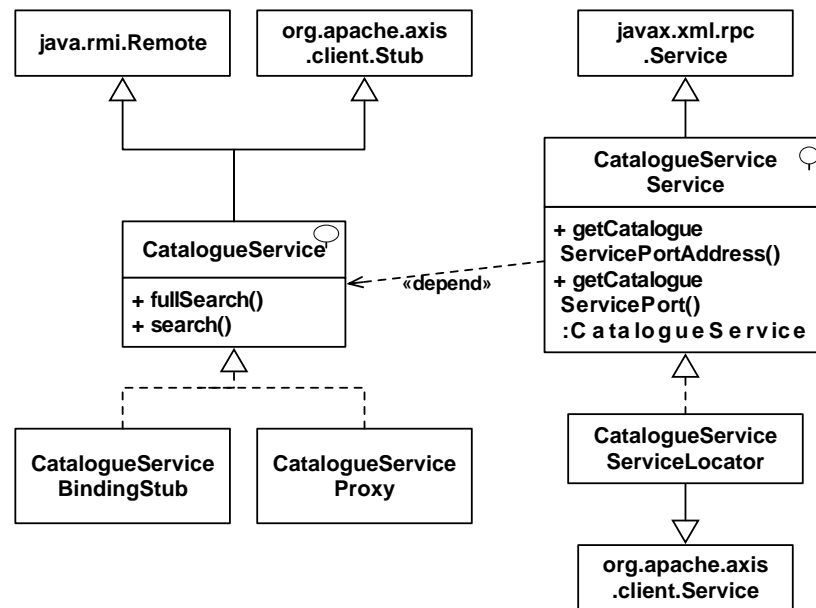 java.rmi.Remote
org.apache.axis
.client.Stub
javax.xml.rpc
.Service
CatalogueService
Service
+ getCatalogue
ServicePortAddress()
+ getCatalogue
ServicePort()
:CatalogueService
CatalogueService
+ fullSearch()
+ search()
«depend»
CatalogueService
BindingStub
CatalogueService
Proxy
CatalogueService
ServiceLocator
org.apache.axis
.client.Service